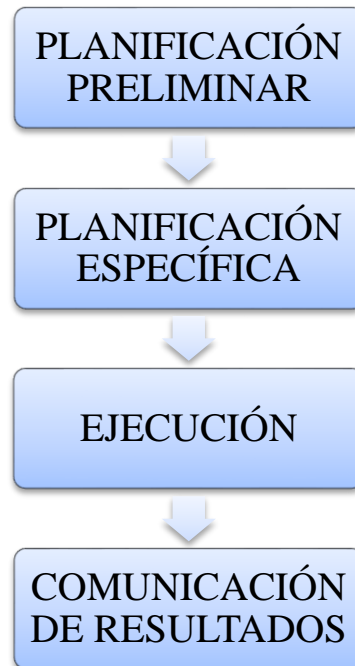 PLANIFICACIÓN
PRELIMINAR
PLANIFICACIÓN
ESPECÍFICA
EJECUCIÓN
COMUNICACIÓN
DE RESULTADOS